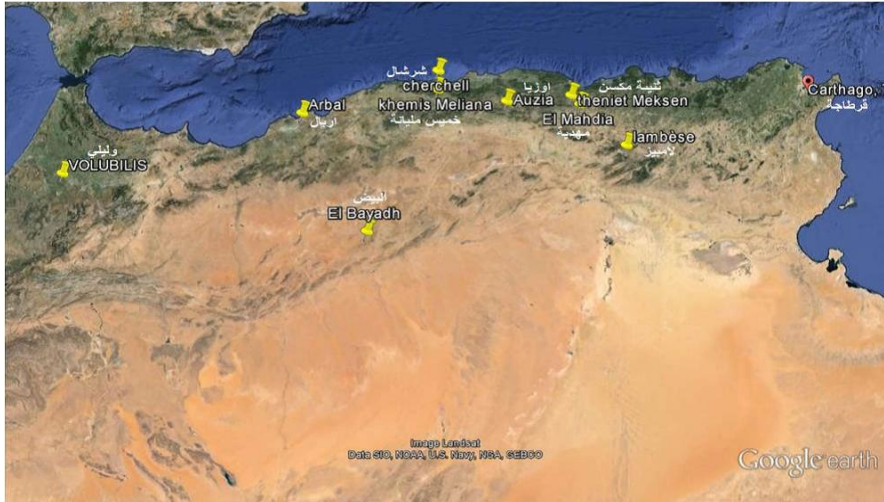 شرشال
cherchell
khemis Meliana
خميس مليانة
Arbal
اربال
اوزيا
Auzia
ثنية مكسن
theniet Meksen
El Mahdia
مهدية
lambèse
لامبيز
Carthago, T
قرطاجة
وليلي
VOLUBILIS
البيض
El Bayadh
Image Landsat
Data SIO, NOAA, U.S. Navy, NGA, GEBCO
Google earth